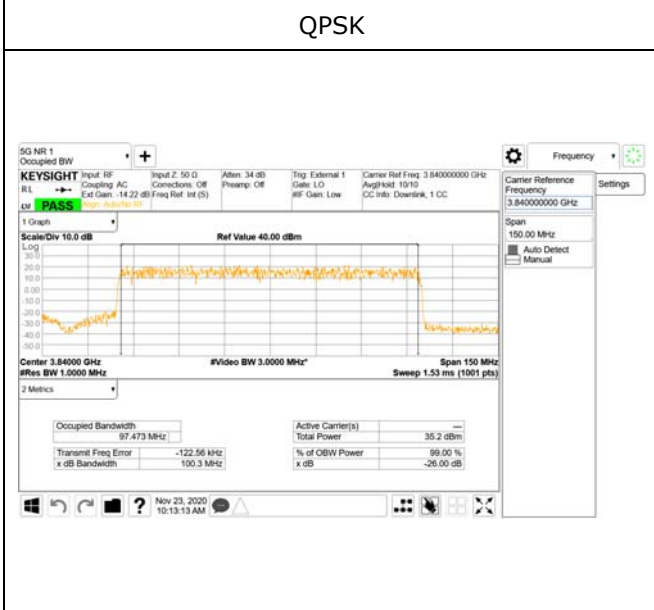 QPSK
5G NR 1
Occupied BW
+
Frequency
KEYSIGHT
Input: RF
Input Z: 50 Ω
Atten: 34 dB
Trig: External 1
Carrier Ref Freq: 3.840000000 GHz
RL
Coupling: AC
Corrections: Off
Preamp: Off
Gate: LO
Avg|Hold: 10/10
Ext Gain: -14.22 dB
Freq Ref: Int (S)
#IF Gain: Low
CC Info: Downlink, 1 CC
PASS
Align: Auto/No RF
Carrier Reference
Frequency
3.840000000 GHz
Settings
Span
150.00 MHz
Auto Detect
Manual
1 Graph
Scale/Div 10.0 dB
Ref Value 40.00 dBm
Log
30.0
20.0
10.0
0.00
-10.0
-20.0
-30.0
-40.0
-50.0
Center 3.84000 GHz
#Video BW 3.0000 MHz*
Span 150 MHz
#Res BW 1.0000 MHz
Sweep 1.53 ms (1001 pts)
2 Metrics
Occupied Bandwidth
97.473 MHz
Active Carrier(s)
---
Total Power
35.2 dBm
Transmit Freq Error
-122.56 kHz
% of OBW Power
99.00 %
x dB Bandwidth
100.3 MHz
x dB
-26.00 dB
?
Nov 23, 2020
10:13:13 AM